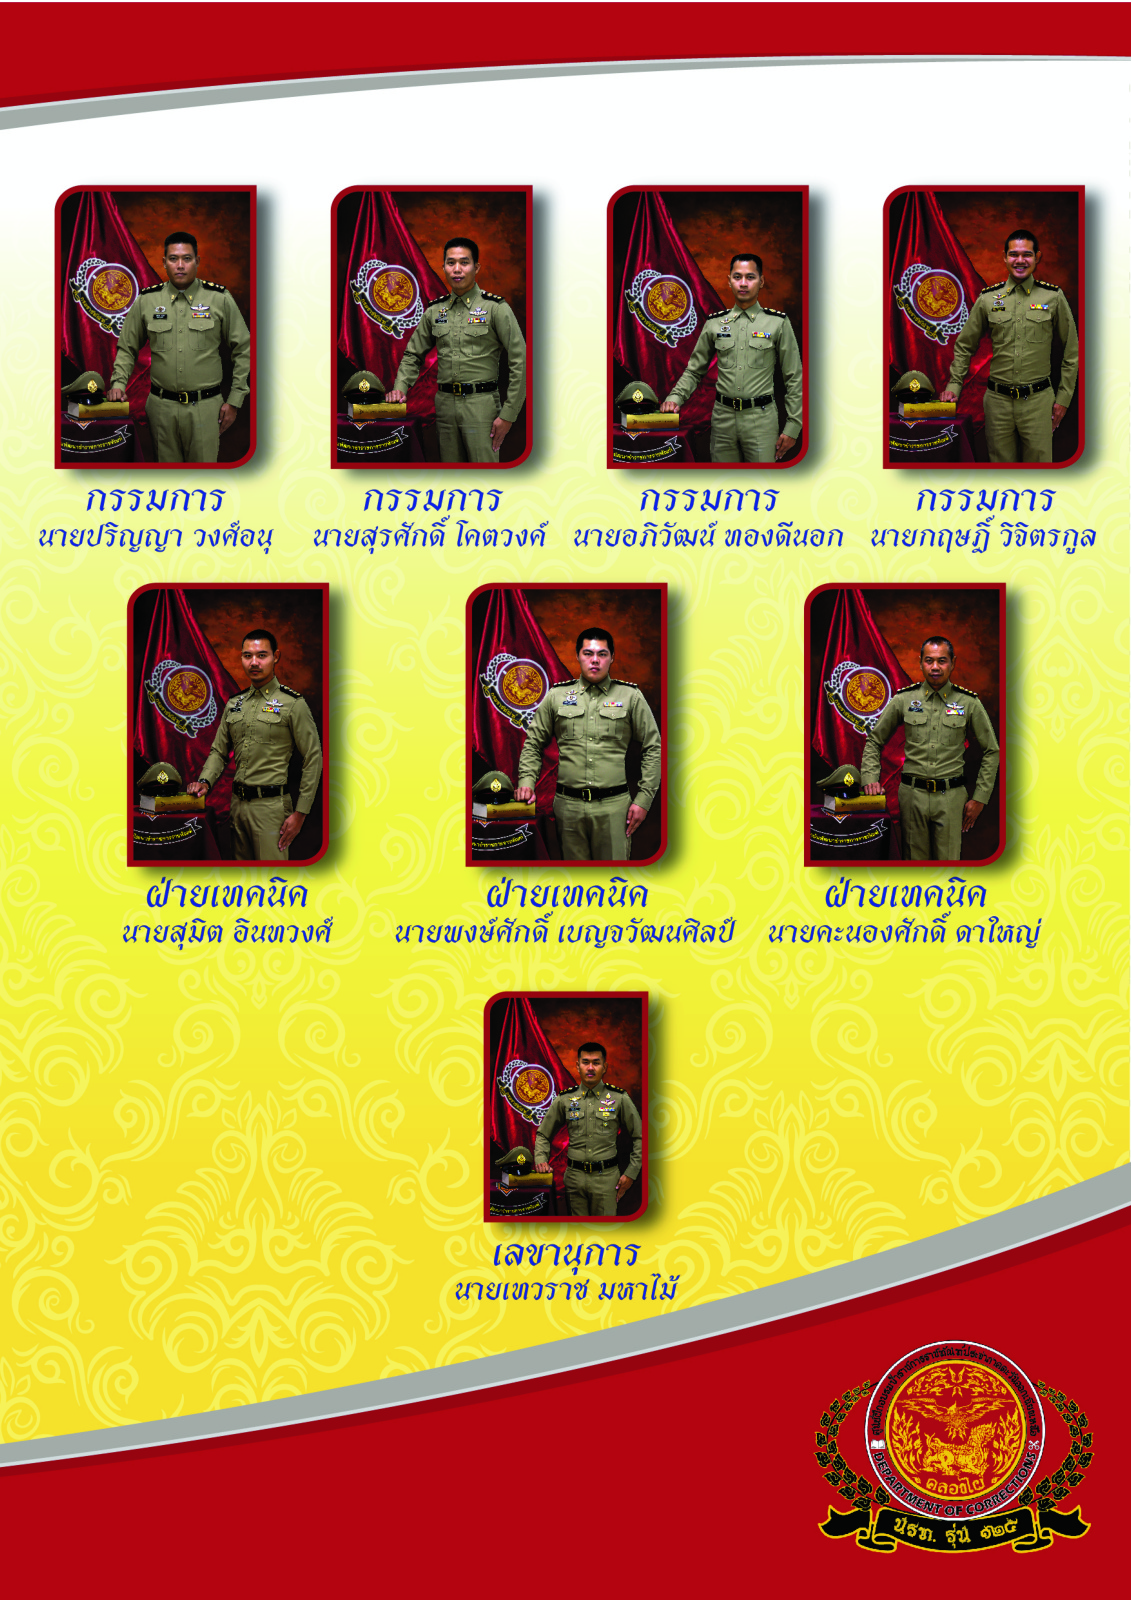 กรรมการ
นายปริญญา วงศ์อนุ
กรรมการ
นายสุรศักดิ์ โคตวงค์
กรรมการ
นายอภิวัฒน์ ทองดีนอก
กรรมการ
นายกฤษฎิ์ วิจิตรกูล
ฝ่ายเทคนิค
นายสุมิต อินทวงศ์
ฝ่ายเทคนิค
นายพงษ์ศักดิ์ เบญจวัฒนศิลป์
ฝ่ายเทคนิค
นายคะนองศักดิ์ ดาใหญ่
เลขานุการ
นายเทวราช มหาไม้
คลองไผ่
DEPARTMENT OF CORRECTIONS
นรท. รุ่น ๑๒๕